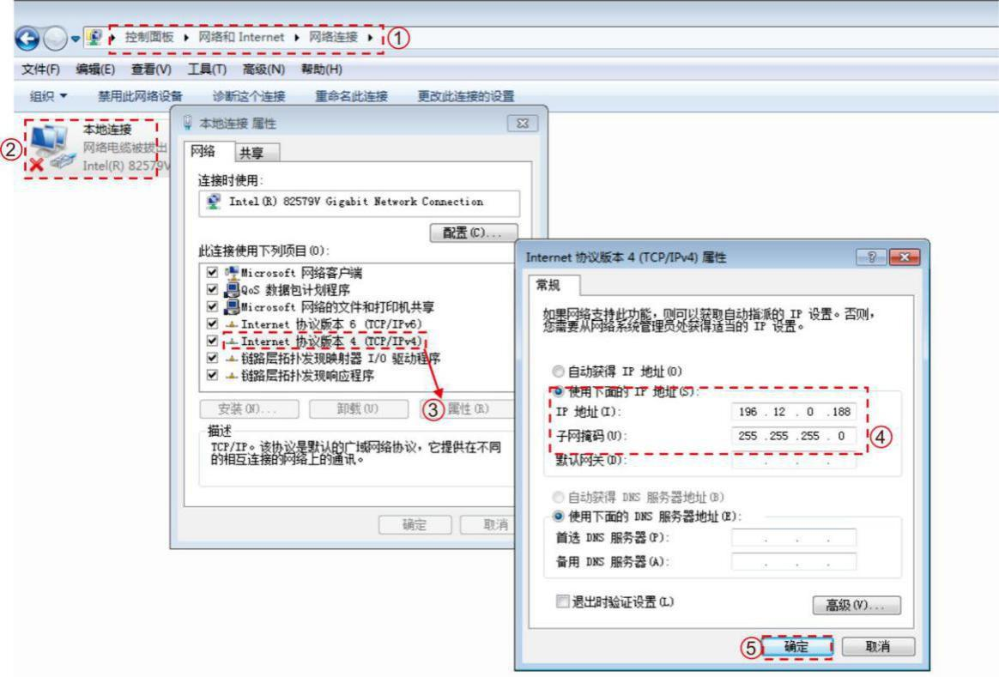 控制面板 ▸ 网络和 Internet ▸ 网络连接 ▸ ①
文件(F) 编辑(E) 查看(V) 工具(T) 高级(N) 帮助(H)
组织 ▼ 禁用此网络设备 诊断这个连接 重命名此连接 更改此连接的设置
②
本地连接
网络电缆被拔出
Intel(R) 82579V
本地连接 属性
网络 共享
连接时使用:
Intel(R) 82579V Gigabit Network Connection
配置(C)...
此连接使用下列项目(O):
Microsoft 网络客户端
QoS 数据包计划程序
Microsoft 网络的文件和打印机共享
Internet 协议版本 6 (TCP/IPv6)
Internet 协议版本 4 (TCP/IPv4)
链路层拓扑发现映射器 I/O 驱动程序
链路层拓扑发现响应程序
安装(N)... 卸载(U) ③ 属性(R)
描述
TCP/IP。该协议是默认的广域网络协议，它提供在不同
的相互连接的网络上的通讯。
确定 取消
Internet 协议版本 4 (TCP/IPv4) 属性
常规
如果网络支持此功能，则可以获取自动指派的 IP 设置。否则，
您需要从网络系统管理员处获得适当的 IP 设置。
自动获得 IP 地址(O)
使用下面的 IP 地址(S):
IP 地址(I): 196 . 12 . 0 .188
子网掩码(U): 255 .255 .255 . 0 ④
默认网关(D): . . .
自动获得 DNS 服务器地址(B)
使用下面的 DNS 服务器地址(E):
首选 DNS 服务器(P): . . .
备用 DNS 服务器(A): . . .
退出时验证设置(L) 高级(V)...
⑤ 确定 取消